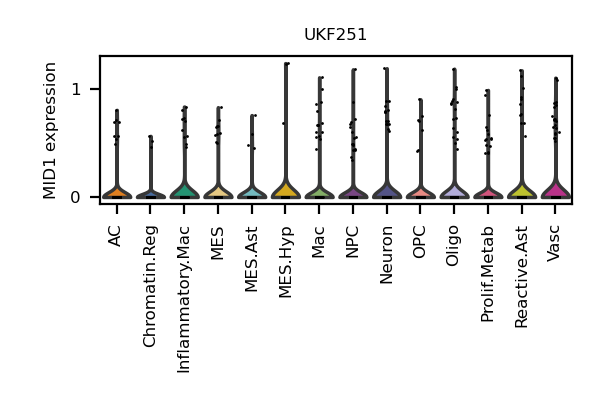 UKF251
MID1 expression
1
0
AC
Chromatin.Reg
Inflammatory.Mac
MES
MES.Ast
MES.Hyp
Mac
NPC
Neuron
OPC
Oligo
Prolif.Metab
Reactive.Ast
Vasc